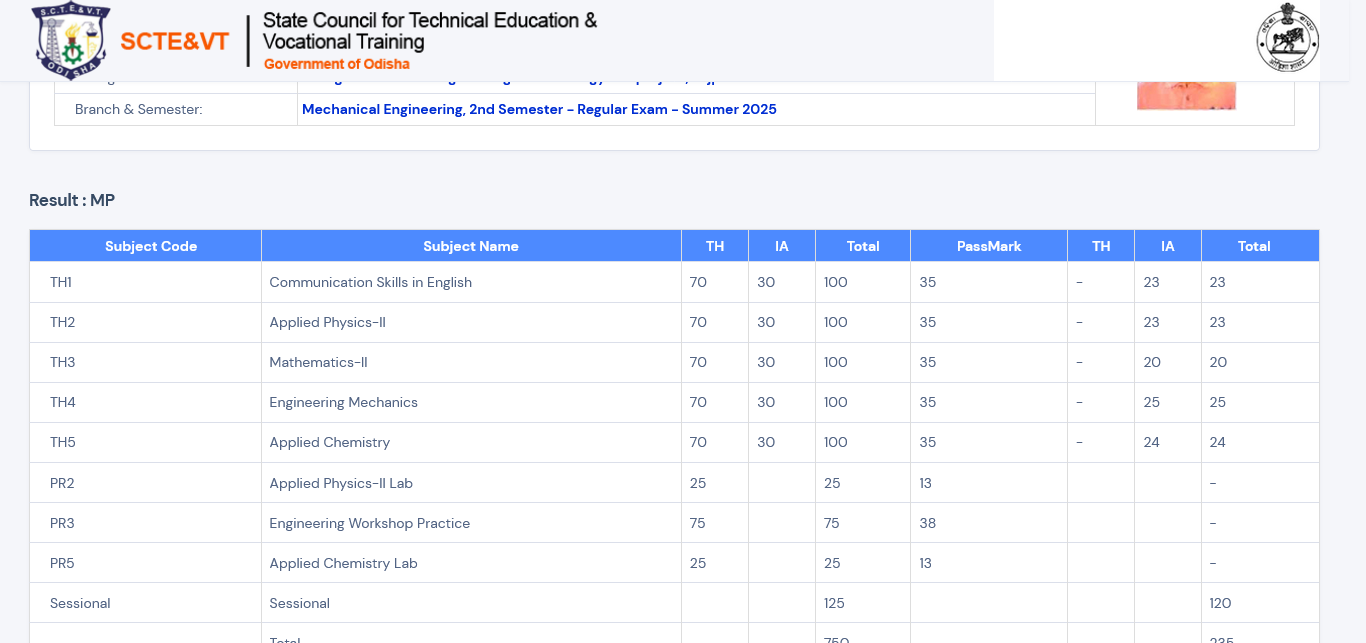 S.C.T.E.&V.T.
ODISHA
SCTE&VT
State Council for Technical Education &
Vocational Training
Government of Odisha
Branch & Semester: Mechanical Engineering, 2nd Semester - Regular Exam - Summer 2025
Result : MP
Subject Code Subject Name TH IA Total PassMark TH IA Total
TH1 Communication Skills in English 70 30 100 35 - 23 23
TH2 Applied Physics-II 70 30 100 35 - 23 23
TH3 Mathematics-II 70 30 100 35 - 20 20
TH4 Engineering Mechanics 70 30 100 35 - 25 25
TH5 Applied Chemistry 70 30 100 35 - 24 24
PR2 Applied Physics-II Lab 25 25 13 -
PR3 Engineering Workshop Practice 75 75 38 -
PR5 Applied Chemistry Lab 25 25 13 -
Sessional Sessional 125 120
Total 750 235